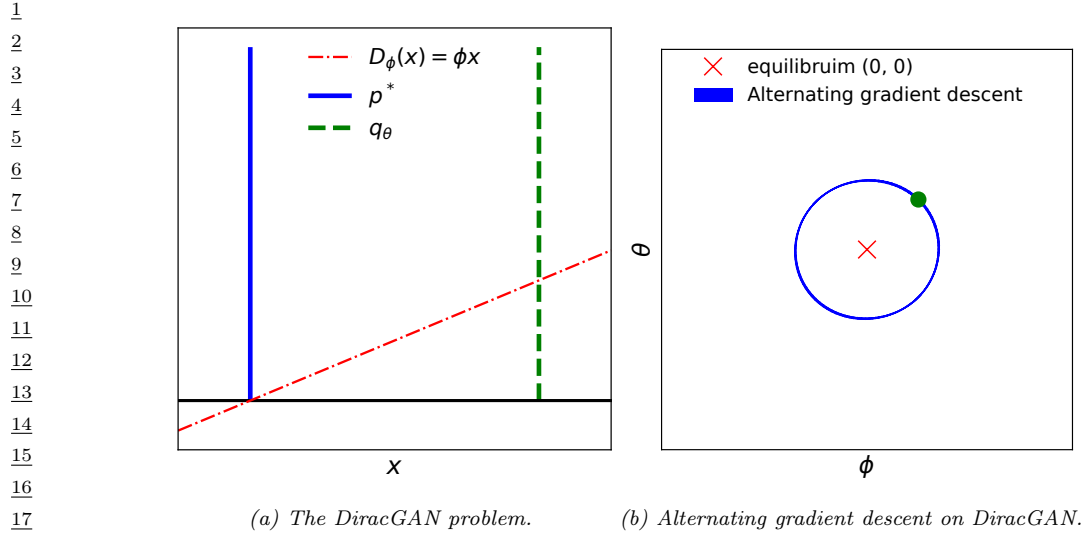 1
2
3
4
5
6
7
8
9
10
11
12
13
14
15
16
17
D_ϕ(x) = ϕx
p*
q_θ
x
equilibruim (0, 0)
Alternating gradient descent
θ
ϕ
(a) The DiracGAN problem.
(b) Alternating gradient descent on DiracGAN.